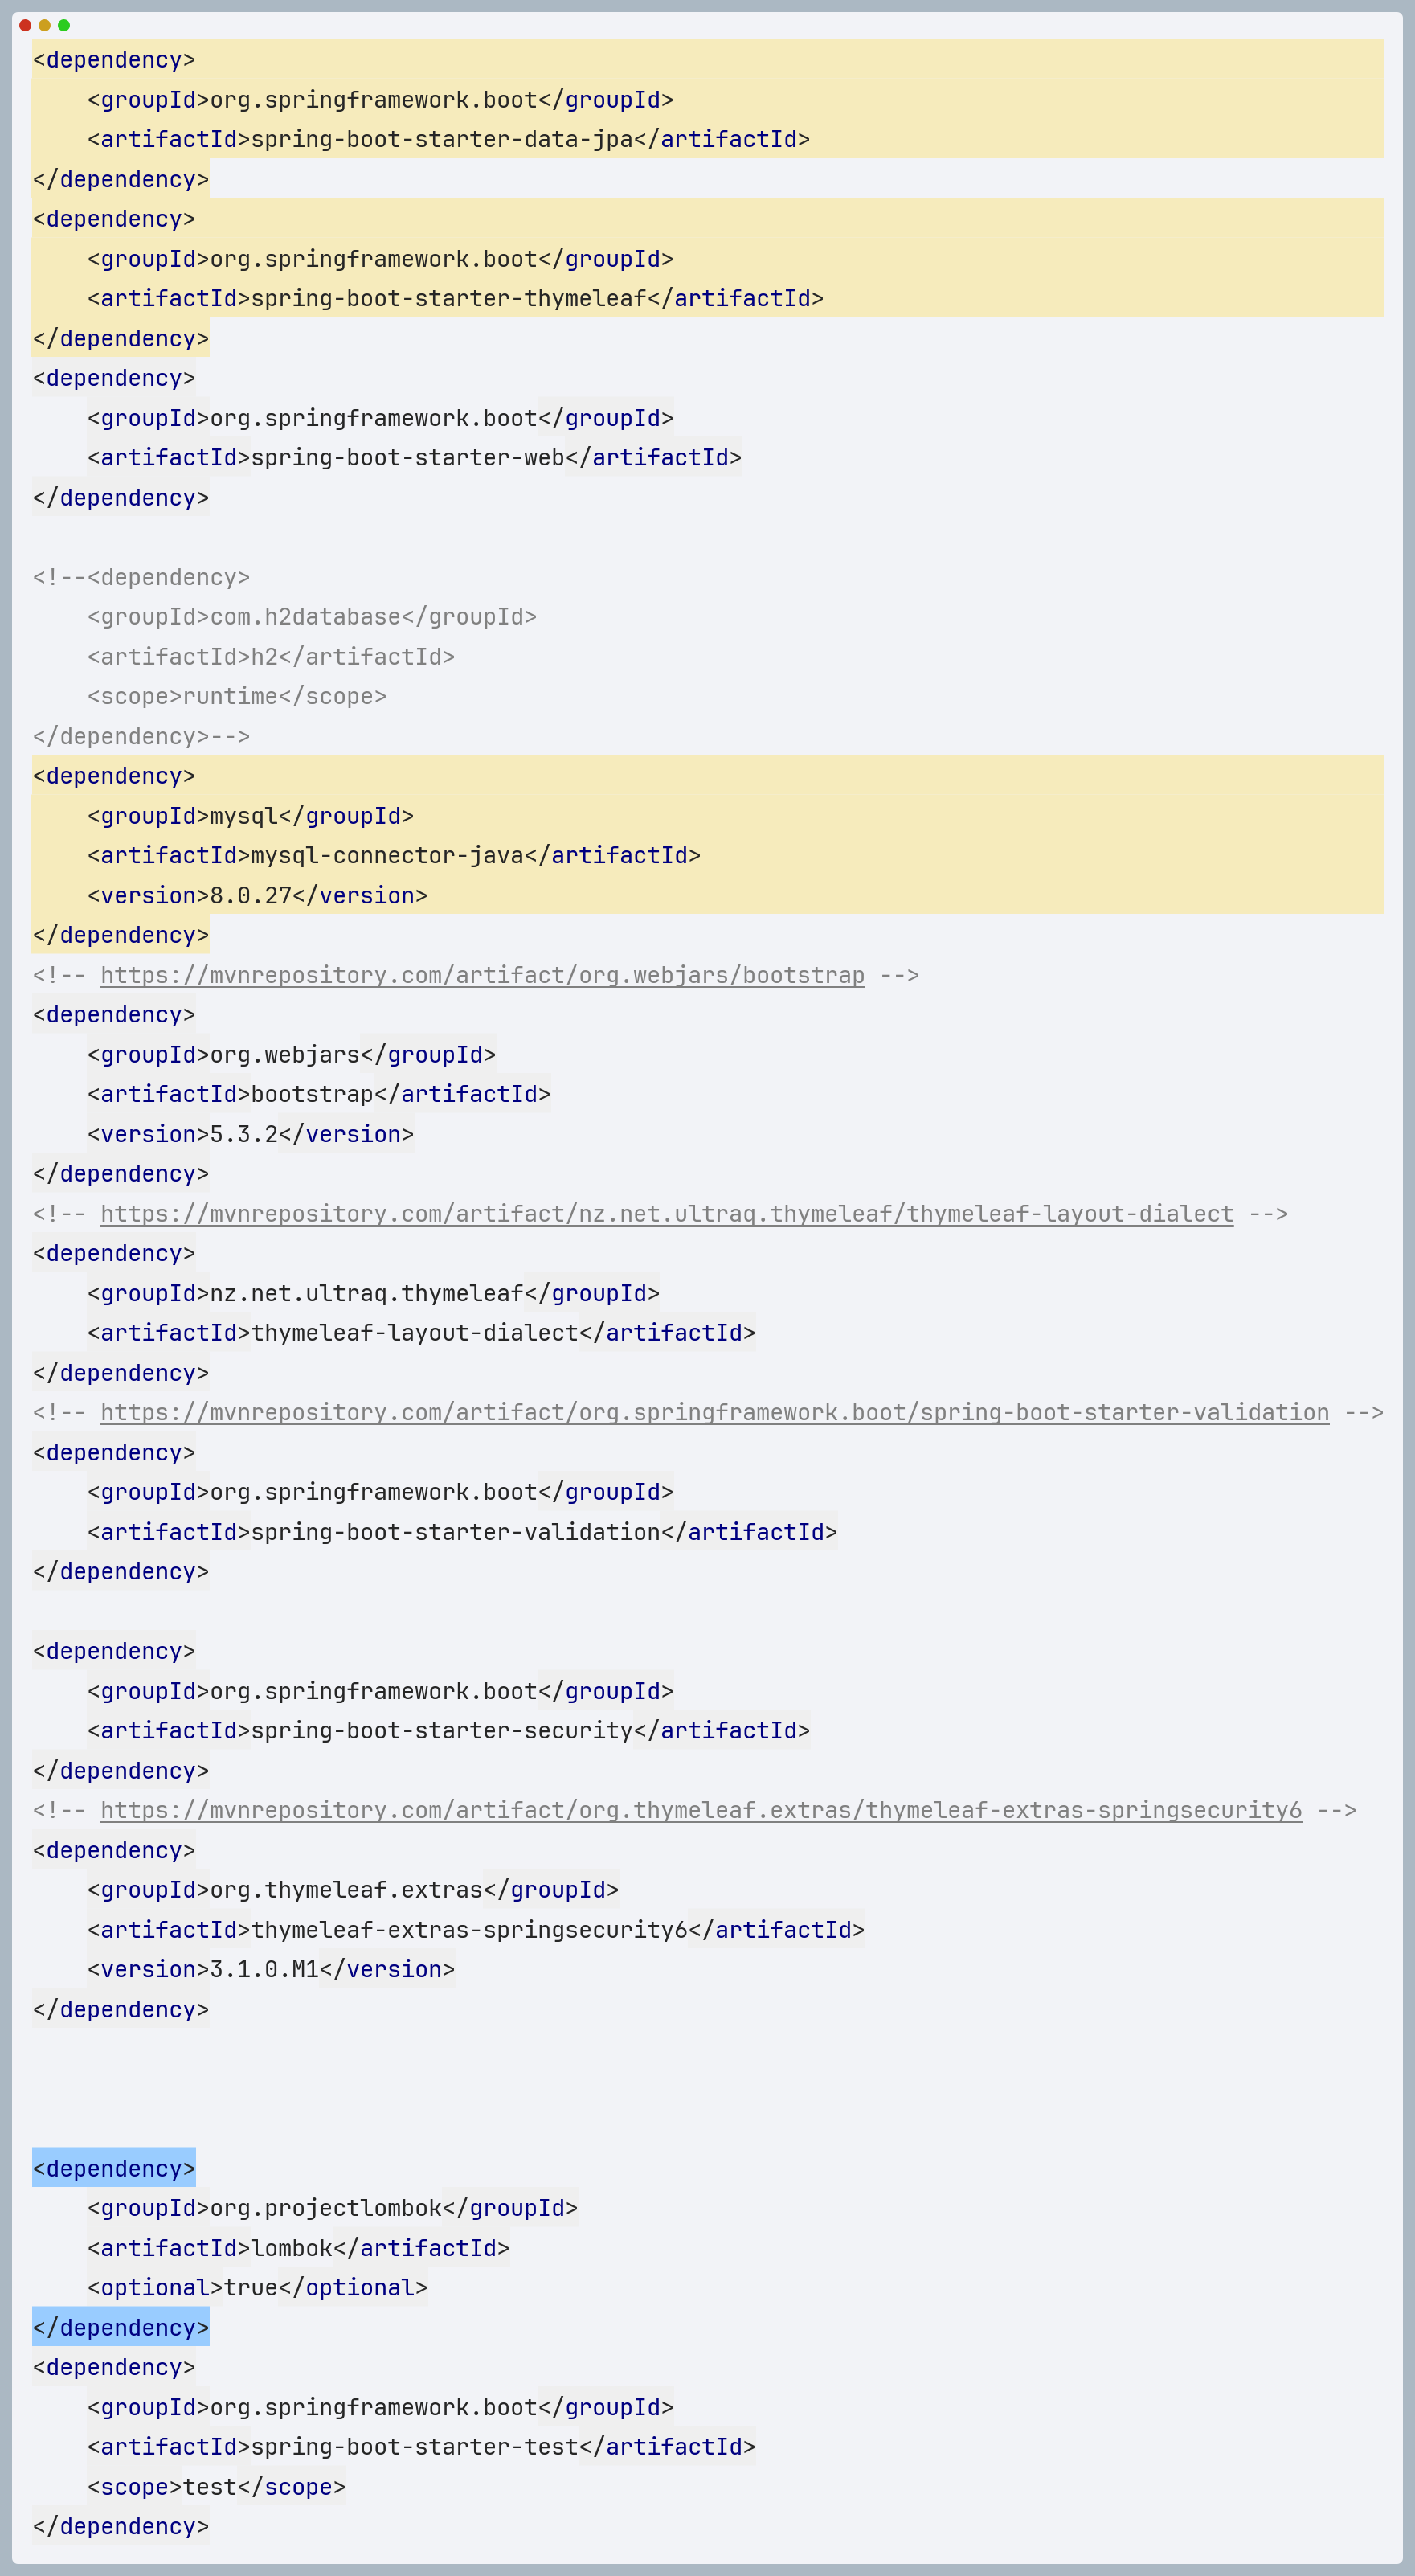 <dependency>
    <groupId>org.springframework.boot</groupId>
    <artifactId>spring-boot-starter-data-jpa</artifactId>
</dependency>
<dependency>
    <groupId>org.springframework.boot</groupId>
    <artifactId>spring-boot-starter-thymeleaf</artifactId>
</dependency>
<dependency>
    <groupId>org.springframework.boot</groupId>
    <artifactId>spring-boot-starter-web</artifactId>
</dependency>

<!--<dependency>
    <groupId>com.h2database</groupId>
    <artifactId>h2</artifactId>
    <scope>runtime</scope>
</dependency>-->
<dependency>
    <groupId>mysql</groupId>
    <artifactId>mysql-connector-java</artifactId>
    <version>8.0.27</version>
</dependency>
<!-- https://mvnrepository.com/artifact/org.webjars/bootstrap -->
<dependency>
    <groupId>org.webjars</groupId>
    <artifactId>bootstrap</artifactId>
    <version>5.3.2</version>
</dependency>
<!-- https://mvnrepository.com/artifact/nz.net.ultraq.thymeleaf/thymeleaf-layout-dialect -->
<dependency>
    <groupId>nz.net.ultraq.thymeleaf</groupId>
    <artifactId>thymeleaf-layout-dialect</artifactId>
</dependency>
<!-- https://mvnrepository.com/artifact/org.springframework.boot/spring-boot-starter-validation -->
<dependency>
    <groupId>org.springframework.boot</groupId>
    <artifactId>spring-boot-starter-validation</artifactId>
</dependency>

<dependency>
    <groupId>org.springframework.boot</groupId>
    <artifactId>spring-boot-starter-security</artifactId>
</dependency>
<!-- https://mvnrepository.com/artifact/org.thymeleaf.extras/thymeleaf-extras-springsecurity6 -->
<dependency>
    <groupId>org.thymeleaf.extras</groupId>
    <artifactId>thymeleaf-extras-springsecurity6</artifactId>
    <version>3.1.0.M1</version>
</dependency>

<dependency>
    <groupId>org.projectlombok</groupId>
    <artifactId>lombok</artifactId>
    <optional>true</optional>
</dependency>
<dependency>
    <groupId>org.springframework.boot</groupId>
    <artifactId>spring-boot-starter-test</artifactId>
    <scope>test</scope>
</dependency>